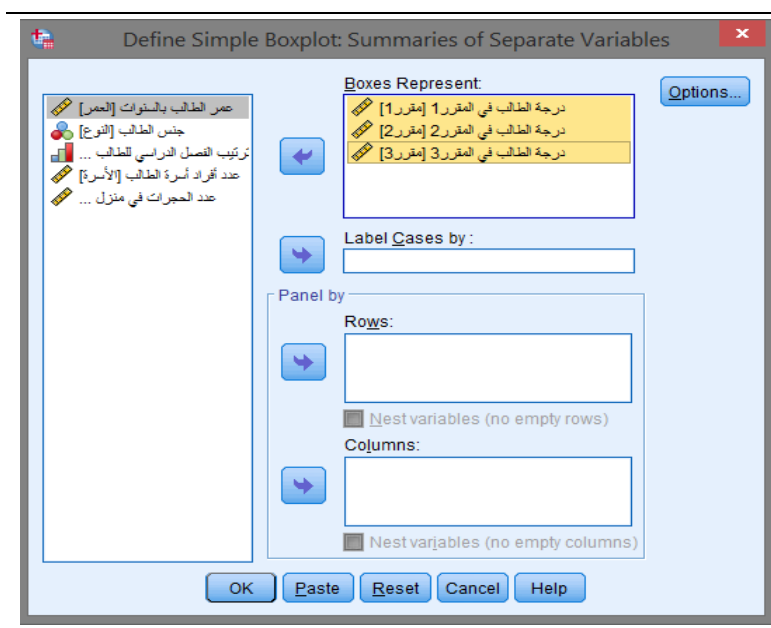 Define Simple Boxplot: Summaries of Separate Variables
عمر الطالب بالسنوات [العمر]
جنس الطالب [النوع]
ترتيب الفصل الدراسي للطالب ...
عدد أفراد أسرة الطالب [الأسرة]
عدد الحجرات في منزل ...
Boxes Represent:
درجة الطالب في المقرر1 [مقرر1]
درجة الطالب في المقرر2 [مقرر2]
درجة الطالب في المقرر3 [مقرر3]
Options...
Label Cases by :
Panel by
Rows:
Nest variables (no empty rows)
Columns:
Nest variables (no empty columns)
OK Paste Reset Cancel Help